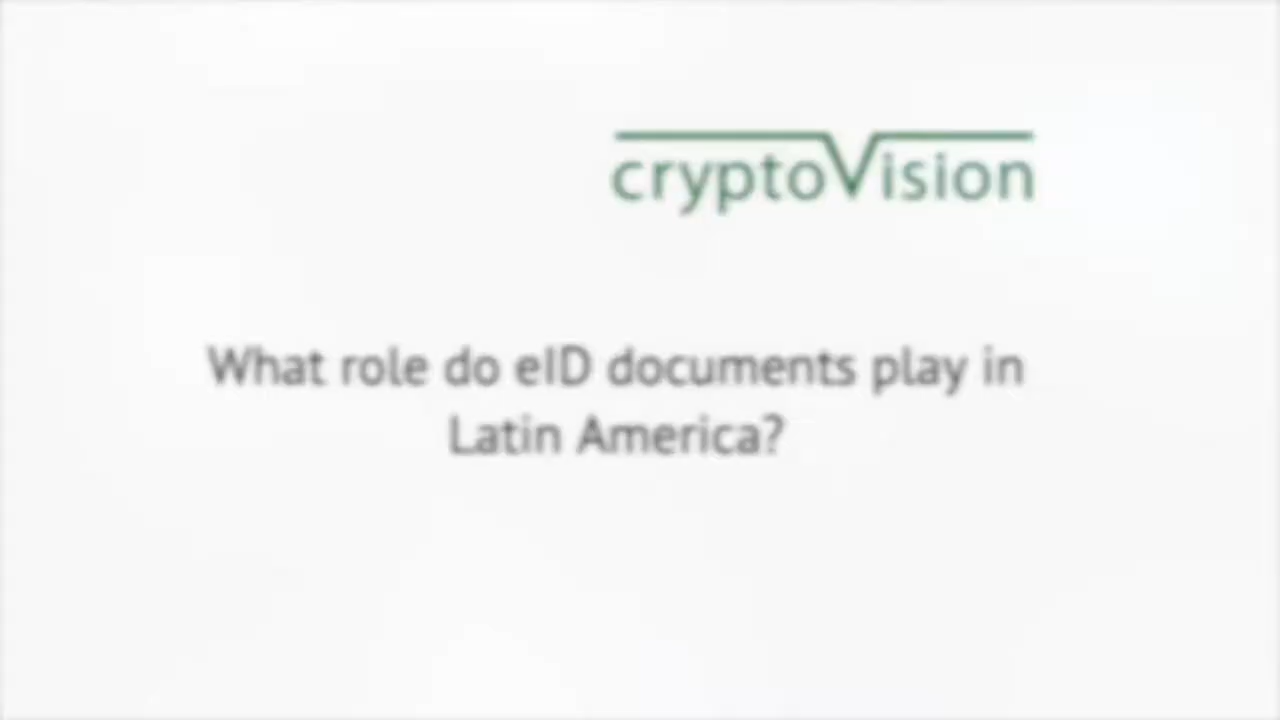 cryptoVision
What role do eID documents play in
Latin America?